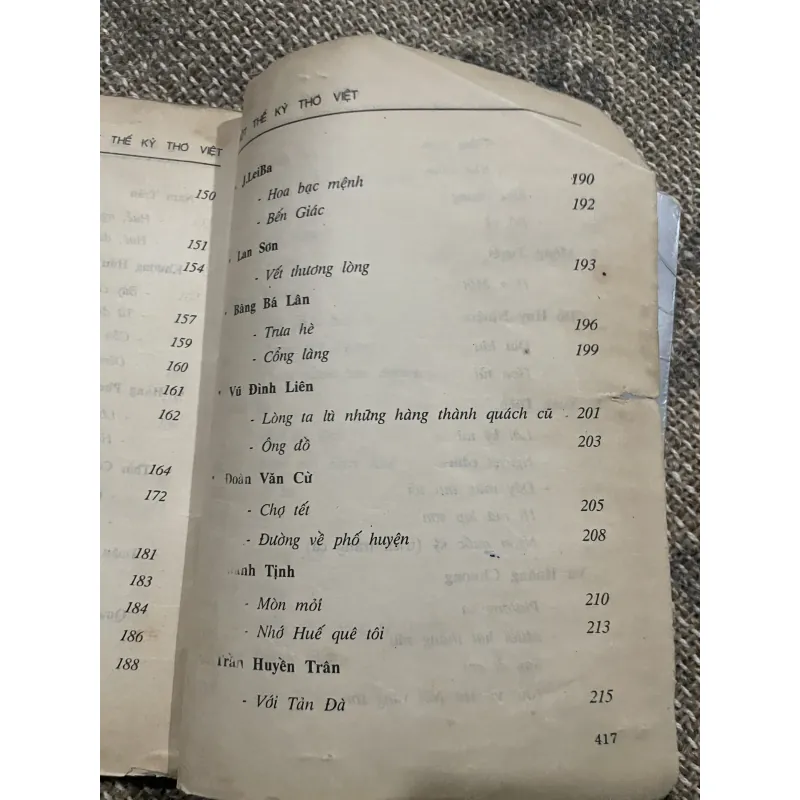 THẾ KỶ THƠ VIỆT
150
151
154
157
159
160
161
162
164
172
181
183
184
186
188
THẾ KỶ THƠ VIỆT
J.LeiBa
- Hoa bạc mệnh 190
- Bến Giác 192
Lan Sơn
- Vết thương lòng 193
Bàng Bá Lân
- Trưa hè 196
- Cổng làng 199
Vũ Đình Liên
- Lòng ta là những hàng thành quách cũ . 201
- Ông đồ 203
Đoàn Văn Cừ
- Chợ tết 205
- Đường về phố huyện 208
Tịnh
- Mòn mỏi 210
- Nhớ Huế quê tôi 213
Trần Huyền Trân
- Với Tản Đà 215
417